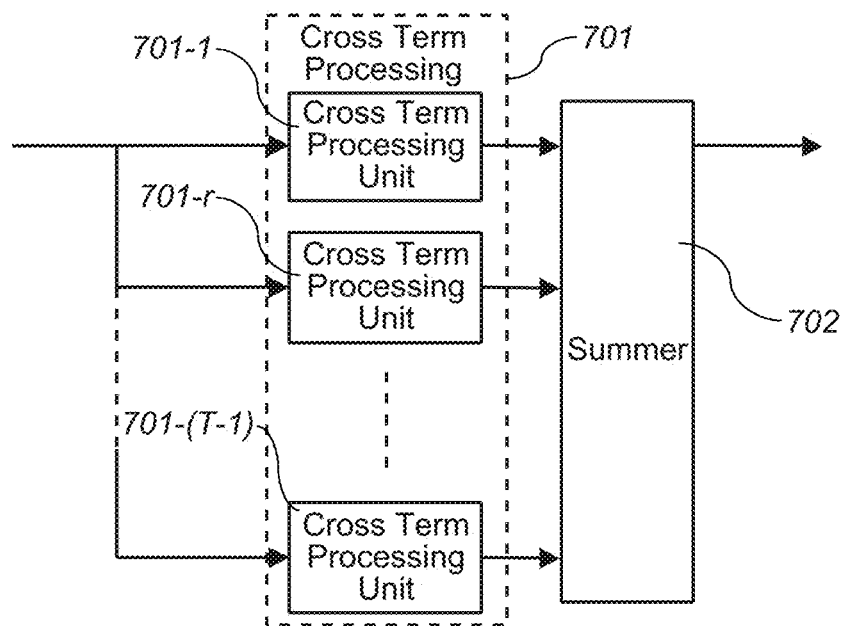 701-1
Cross Term
Processing
701
Cross Term
Processing
Unit
701-r
Cross Term
Processing
Unit
702
Summer
701-(T-1)
Cross Term
Processing
Unit